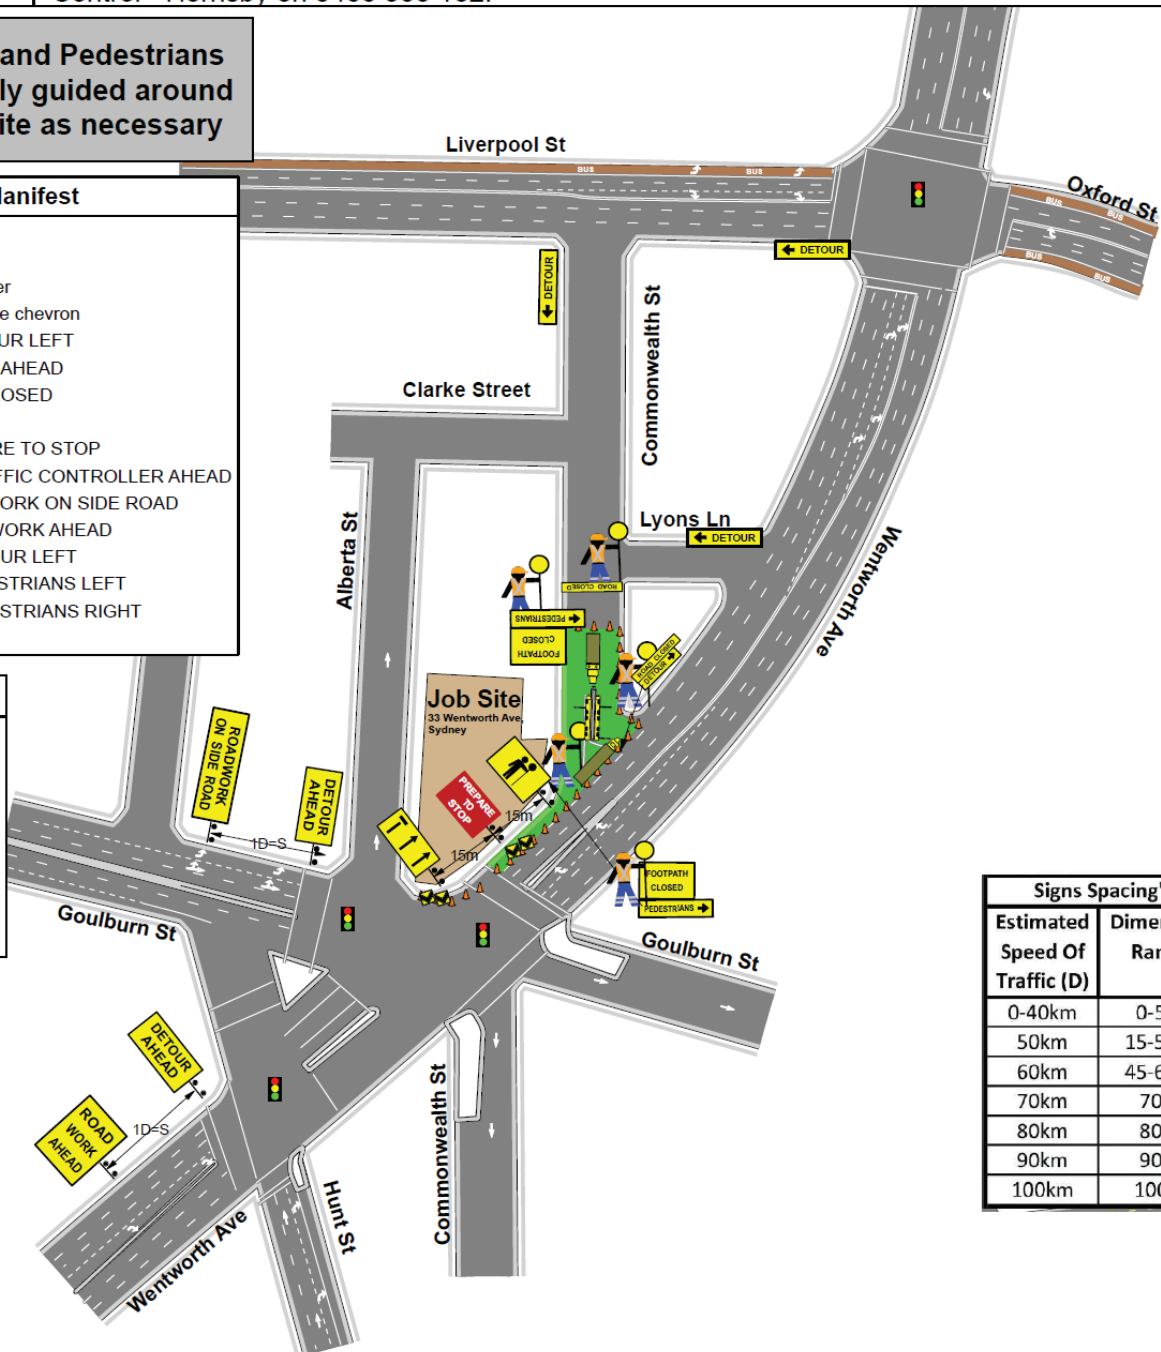 and Pedestrians
ly guided around
ite as necessary
Liverpool St
BUS
BUS
Oxford St
BUS
BUS
BUS
BUS
anifest
er
e chevron
UR LEFT
AHEAD
OSED
RE TO STOP
FFIC CONTROLLER AHEAD
ORK ON SIDE ROAD
WORK AHEAD
UR LEFT
STRIANS LEFT
STRIANS RIGHT
← DETOUR
← DETOUR
Commonwealth St
Clarke Street
Lyons Ln
← DETOUR
Wentworth Ave
Alberta St
ROAD CLOSED
PEDESTRIANS
FOOTPATH
CLOSED
ROAD CLOSED
DETOUR
Job Site
33 Wentworth Ave,
Sydney
PREPARE
TO
STOP
15m
15m
ROADWORK
ON SIDE ROAD
DETOUR
AHEAD
1D=S
FOOTPATH
CLOSED
PEDESTRIANS
Goulburn St
Goulburn St
DETOUR
AHEAD
ROAD
WORK
AHEAD
1D=S
Commonwealth St
Hunt St
Wentworth Ave
Signs Spacing'
Estimated
Speed Of
Traffic (D)
Dimer
Rar
0-40km 0-5
50km 15-5
60km 45-6
70km 70
80km 80
90km 90
100km 100